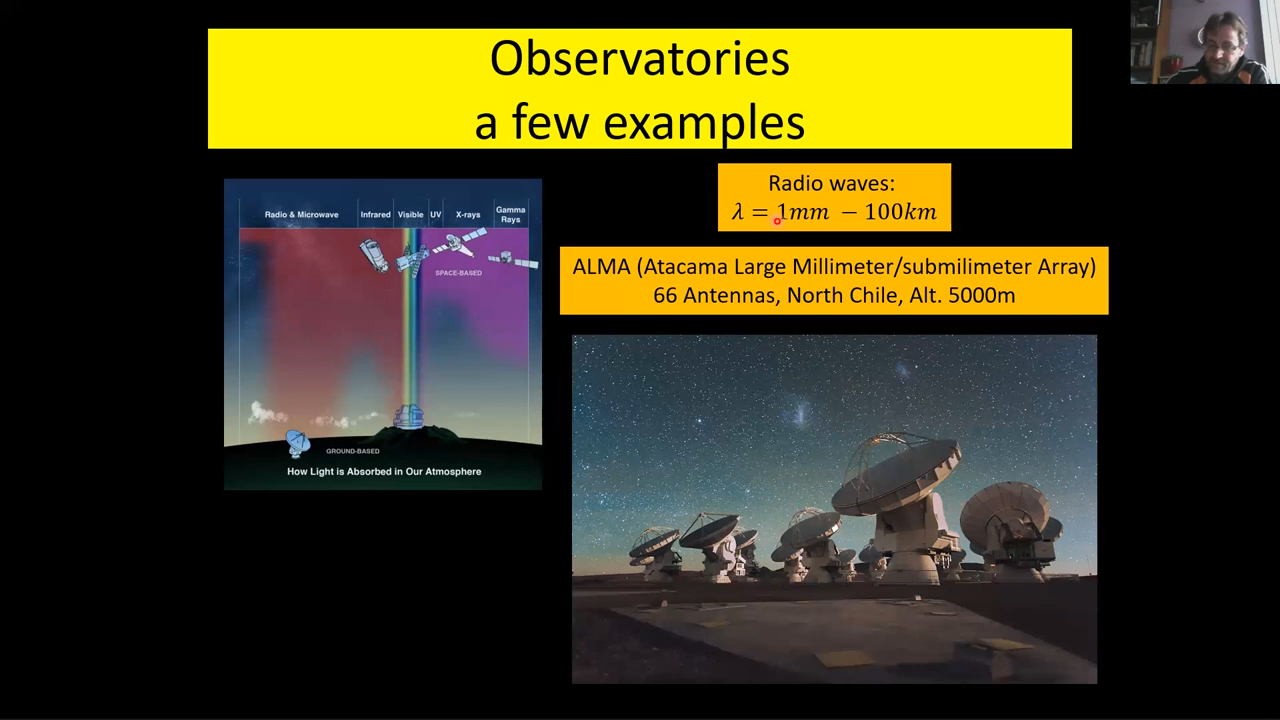 Observatories
a few examples
Radio & Microwave Infrared Visible UV X-rays Gamma Rays
SPACE-BASED
GROUND-BASED
How Light is Absorbed in Our Atmosphere
Radio waves:
λ = 1mm − 100km
ALMA (Atacama Large Millimeter/submilimeter Array)
66 Antennas, North Chile, Alt. 5000m